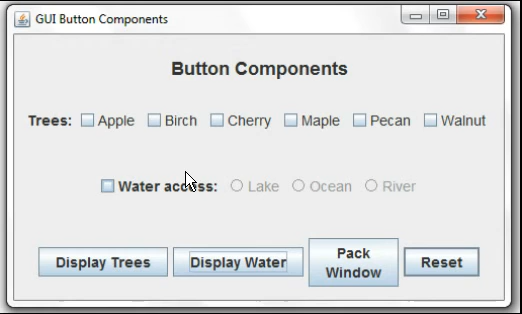 GUI Button Components
Button Components
Trees: Apple Birch Cherry Maple Pecan Walnut
Water access: Lake Ocean River
Display Trees Display Water Pack Window Reset